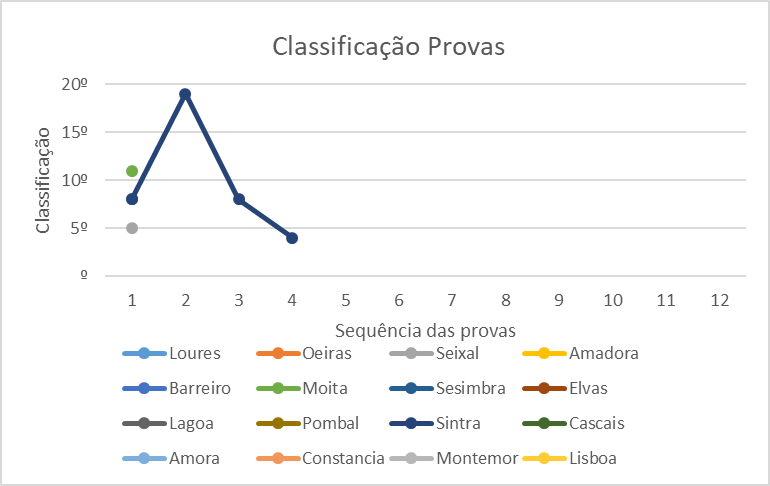 Classificação Provas
20º
15º
10º
5º
º
Classificação
1 2 3 4 5 6 7 8 9 10 11 12
Sequência das provas
Loures Oeiras Seixal Amadora
Barreiro Moita Sesimbra Elvas
Lagoa Pombal Sintra Cascais
Amora Constancia Montemor Lisboa